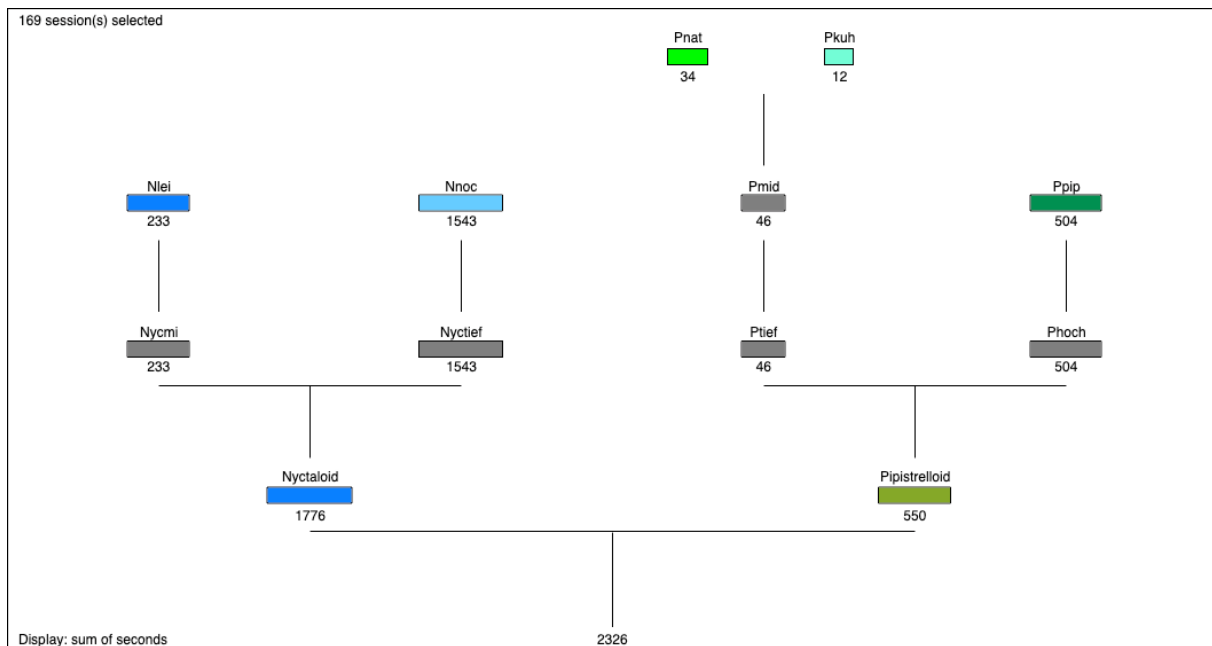 169 session(s) selected
Pnat Pkuh
34 12
Nlei Nnoc Pmid Ppip
233 1543 46 504
Nycmi Nyctief Ptief Phoch
233 1543 46 504
Nyctaloid Pipistrelloid
1776 550
Display: sum of seconds 2326